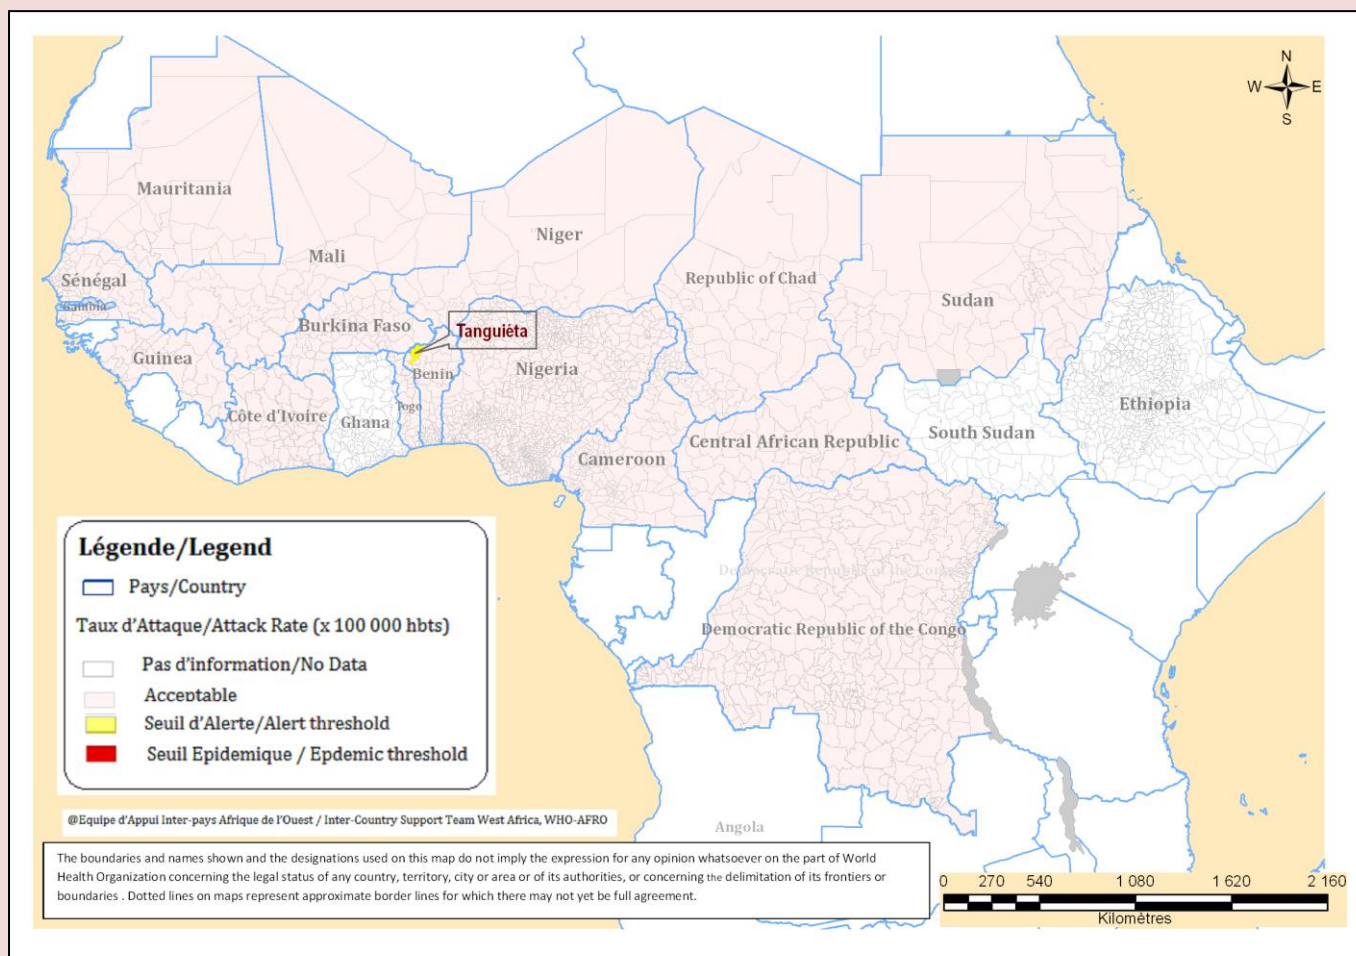 N
W E
S
Mauritania
Mali
Niger
Republic of Chad
Sudan
Sénégal
Gambia
Burkina Faso
Tanguiéta
Guinea
Benin
Nigeria
Côte d'Ivoire
Ghana
Togo
Ethiopia
South Sudan
Central African Republic
Cameroon
Democratic Republic of the Congo
Democratic Republic of the Congo
Angola
Légende/Legend
Pays/Country
Taux d'Attaque/Attack Rate (x 100 000 hbts)
Pas d'information/No Data
Acceptable
Seuil d'Alerte/Alert threshold
Seuil Epidemique / Epdemic threshold
@Equipe d'Appui Inter-pays Afrique de l'Ouest / Inter-Country Support Team West Africa, WHO-AFRO
The boundaries and names shown and the designations used on this map do not imply the expression for any opinion whatsoever on the part of World
Health Organization concerning the legal status of any country, territory, city or area or of its authorities, or concerning the delimitation of its frontiers or
boundaries . Dotted lines on maps represent approximate border lines for which there may not yet be full agreement.
0 270 540 1 080 1 620 2 160
Kilomètres